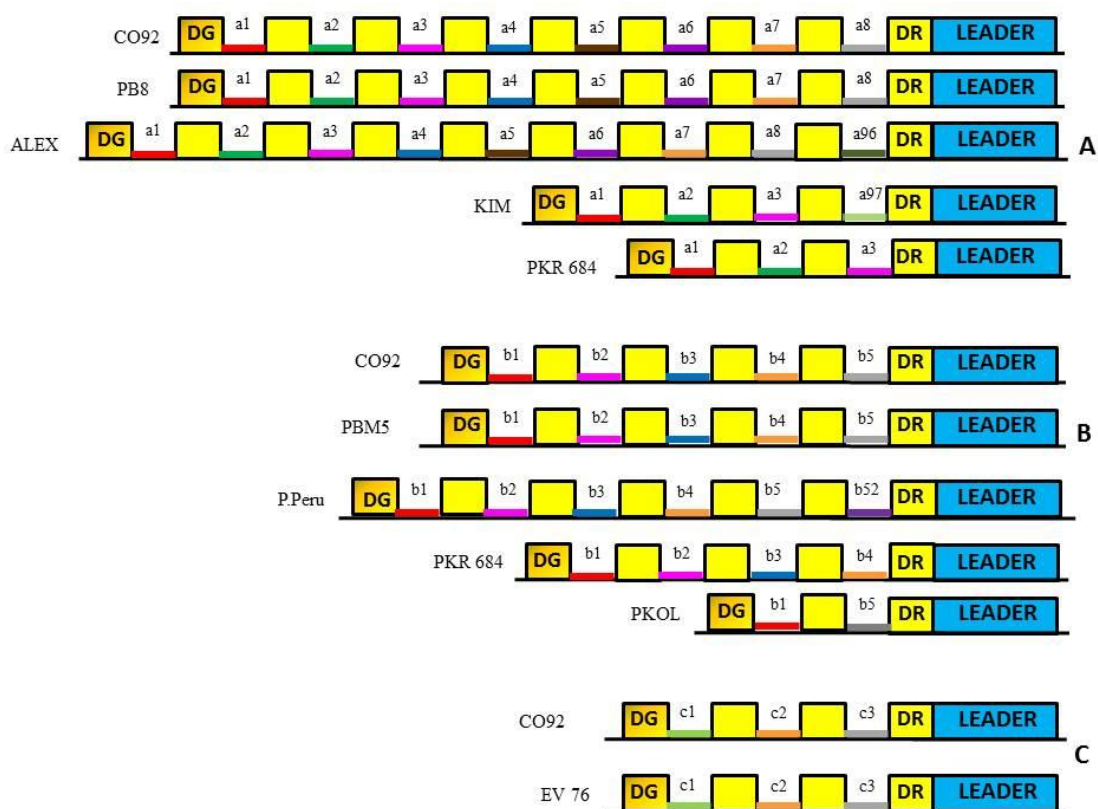 CO92 DG a1 a2 a3 a4 a5 a6 a7 a8 DR LEADER
PB8 DG a1 a2 a3 a4 a5 a6 a7 a8 DR LEADER
ALEX DG a1 a2 a3 a4 a5 a6 a7 a8 a96 DR LEADER A
KIM DG a1 a2 a3 a97 DR LEADER
PKR 684 DG a1 a2 a3 DR LEADER
CO92 DG b1 b2 b3 b4 b5 DR LEADER
PBM5 DG b1 b2 b3 b4 b5 DR LEADER B
P.Peru DG b1 b2 b3 b4 b5 b52 DR LEADER
PKR 684 DG b1 b2 b3 b4 DR LEADER
PKOL DG b1 b5 DR LEADER
CO92 DG c1 c2 c3 DR LEADER
C
EV 76 DG c1 c2 c3 DR LEADER